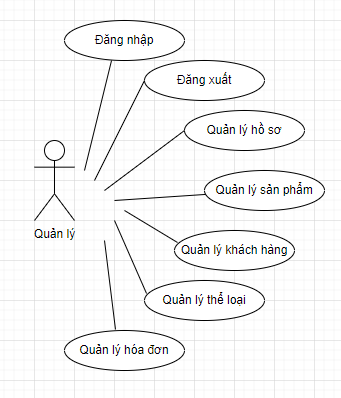 Đăng nhập
Đăng xuất
Quản lý hồ sơ
Quản lý sản phẩm
Quản lý
Quản lý khách hàng
Quản lý thể loại
Quản lý hóa đơn